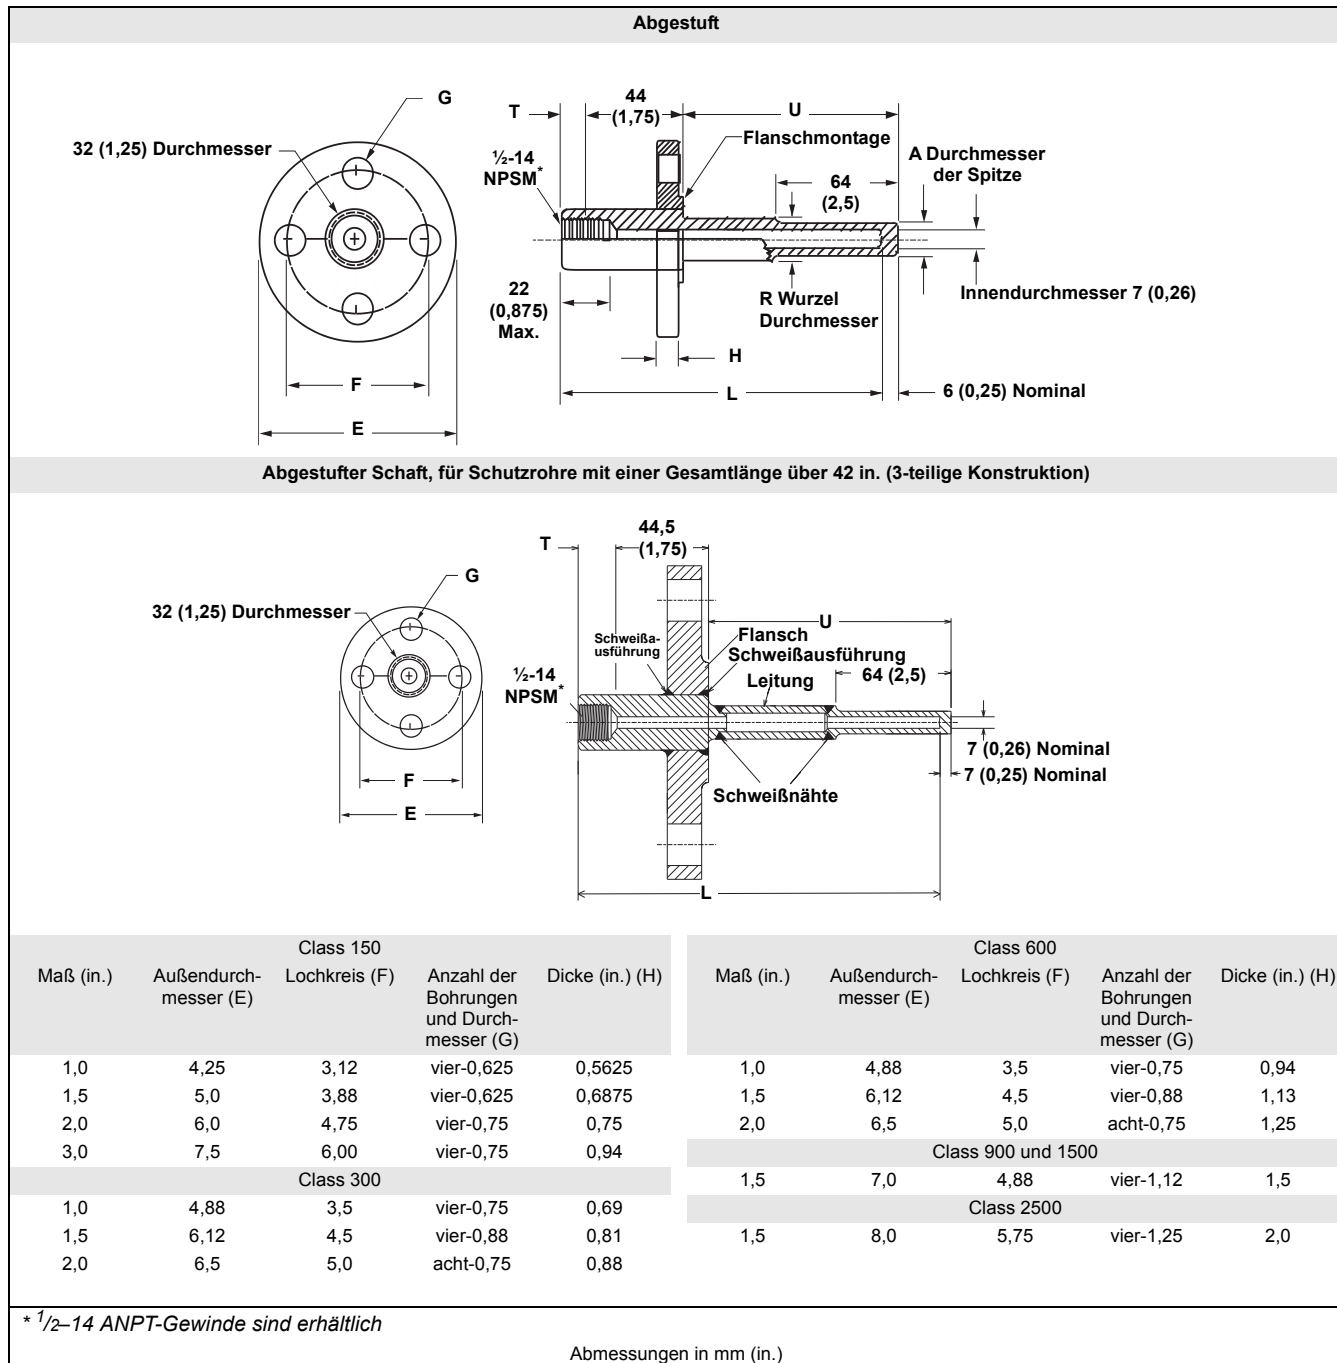 Abgestuft
G
T
44
(1,75)
U
32 (1,25) Durchmesser
Flanschmontage
½-14
NPSM*
A Durchmesser
der Spitze
64
(2,5)
22
(0,875)
Max.
R Wurzel
Durchmesser
Innendurchmesser 7 (0,26)
H
F
L
6 (0,25) Nominal
E
Abgestufter Schaft, für Schutzrohre mit einer Gesamtlänge über 42 in. (3-teilige Konstruktion)
44,5
(1,75)
T
G
32 (1,25) Durchmesser
U
Schweißa-
usführung
Flansch
Schweißausführung
Leitung
64 (2,5)
½-14
NPSM*
7 (0,26) Nominal
7 (0,25) Nominal
F
Schweißnähte
E
L
Class 150
Maß (in.) Außendurch-messer (E) Lochkreis (F) Anzahl der Bohrungen und Durch-messer (G) Dicke (in.) (H)
1,0 4,25 3,12 vier-0,625 0,5625
1,5 5,0 3,88 vier-0,625 0,6875
2,0 6,0 4,75 vier-0,75 0,75
3,0 7,5 6,00 vier-0,75 0,94
Class 300
1,0 4,88 3,5 vier-0,75 0,69
1,5 6,12 4,5 vier-0,88 0,81
2,0 6,5 5,0 acht-0,75 0,88
Class 600
Maß (in.) Außendurch-messer (E) Lochkreis (F) Anzahl der Bohrungen und Durch-messer (G) Dicke (in.) (H)
1,0 4,88 3,5 vier-0,75 0,94
1,5 6,12 4,5 vier-0,88 1,13
2,0 6,5 5,0 acht-0,75 1,25
Class 900 und 1500
1,5 7,0 4,88 vier-1,12 1,5
Class 2500
1,5 8,0 5,75 vier-1,25 2,0
* 1/2–14 ANPT-Gewinde sind erhältlich
Abmessungen in mm (in.)